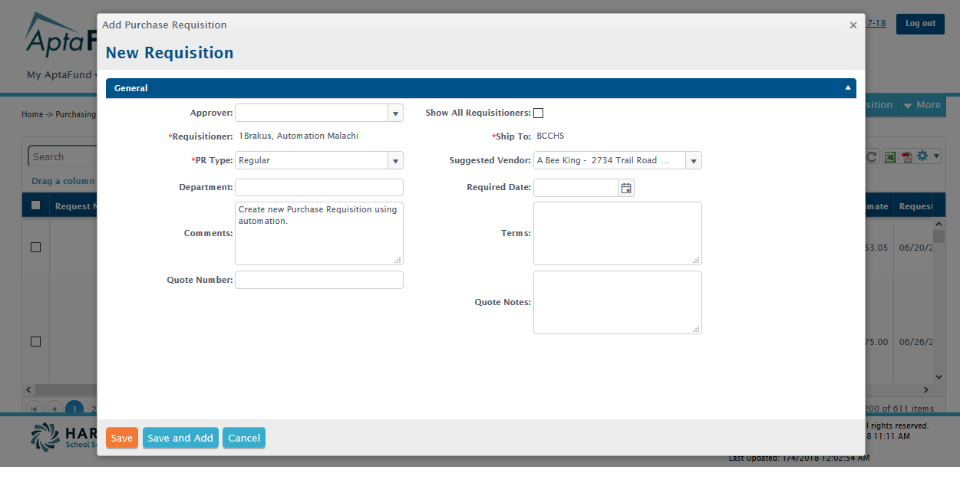 Add Purchase Requisition
×
7-18
Log out
AptaF
New Requisition
My AptaFund
General
sition
More
Home -> Purchasing
Approver:
Show All Requisitioners:
*Requisitioner: 1Brakus, Automation Malachi
*Ship To: BCCHS
Search
*PR Type: Regular
Suggested Vendor: A Bee King - 2734 Trail Road ...
Drag a column
Department:
Required Date:
Request N
mate
Request
Comments: Create new Purchase Requisition using
automation.
Terms:
53.05
06/20/2
Quote Number:
Quote Notes:
75.00
06/26/2
1
2
200 of 611 items
HAR
School S
Save
Save and Add
Cancel
l rights reserved.
8 11:11 AM
Last Updated: 1/4/2018 12:02:54 AM